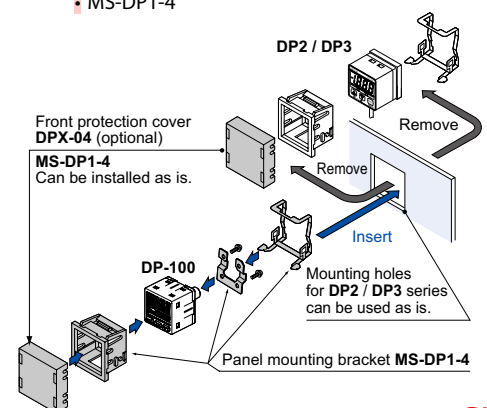 • MS-DP1-4
DP2 / DP3
Front protection cover
DPX-04 (optional)
MS-DP1-4
Can be installed as is.
Remove
Remove
Insert
DP-100
Mounting holes
for DP2 / DP3 series
can be used as is.
Panel mounting bracket MS-DP1-4